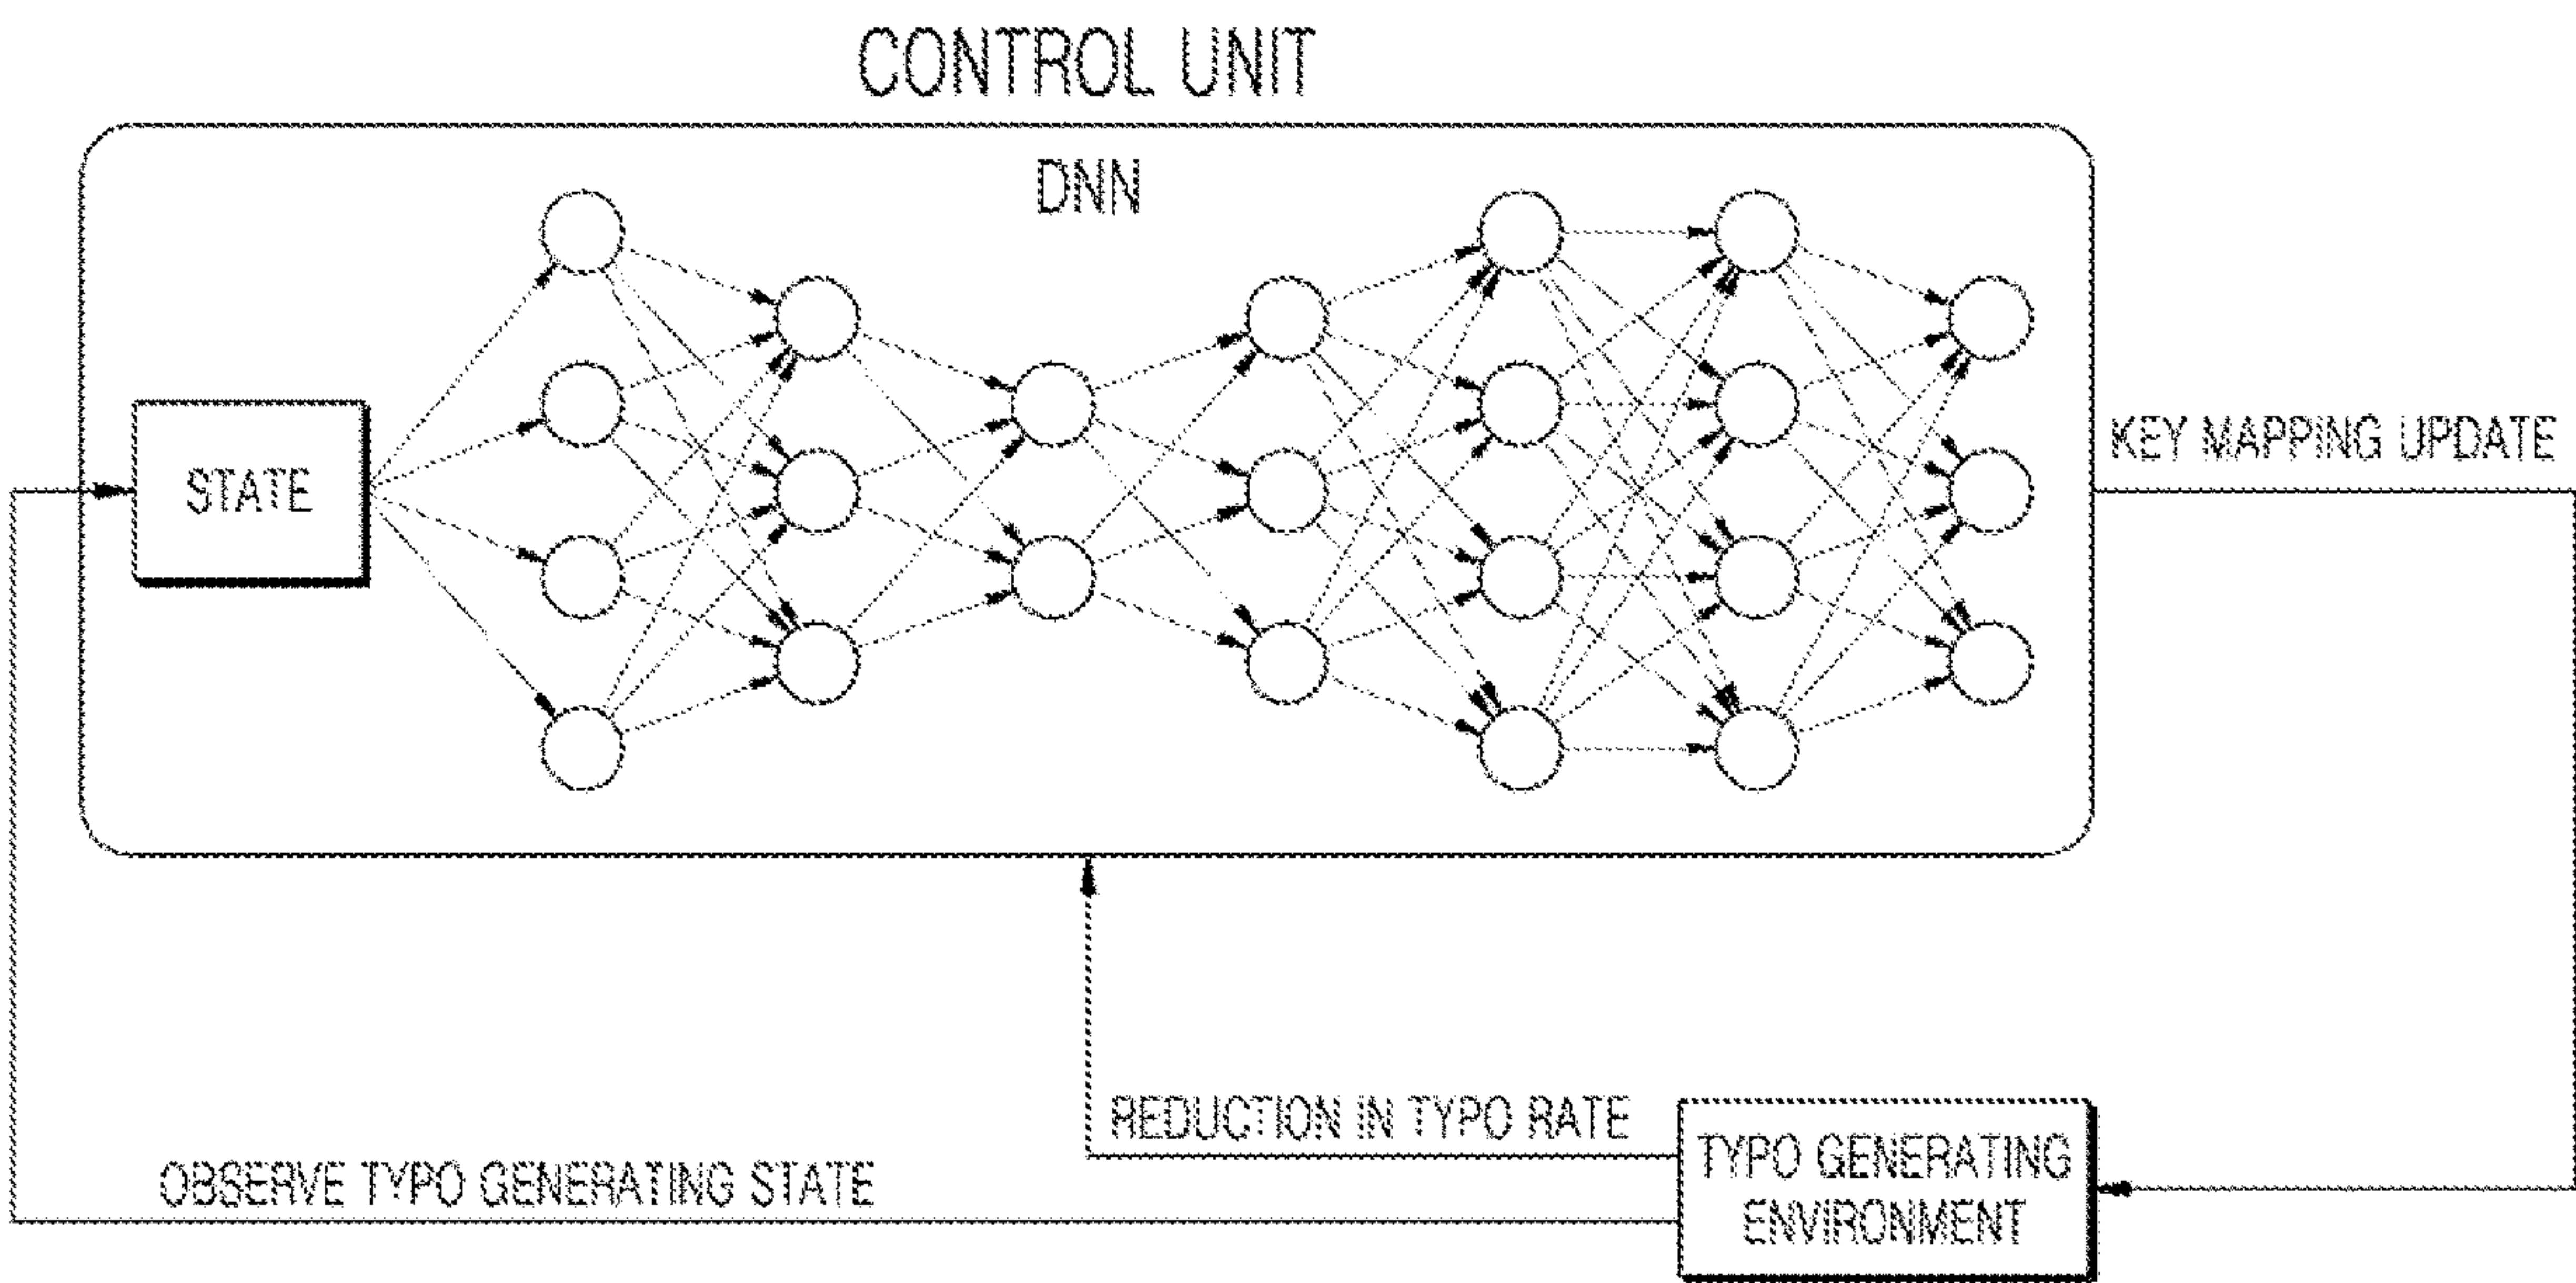 CONTROL UNIT
DNN
STATE
KEY MAPPING UPDATE
REDUCTION IN TYPO RATE
OBSERVE TYPO GENERATING STATE
TYPO GENERATING
ENVIRONMENT